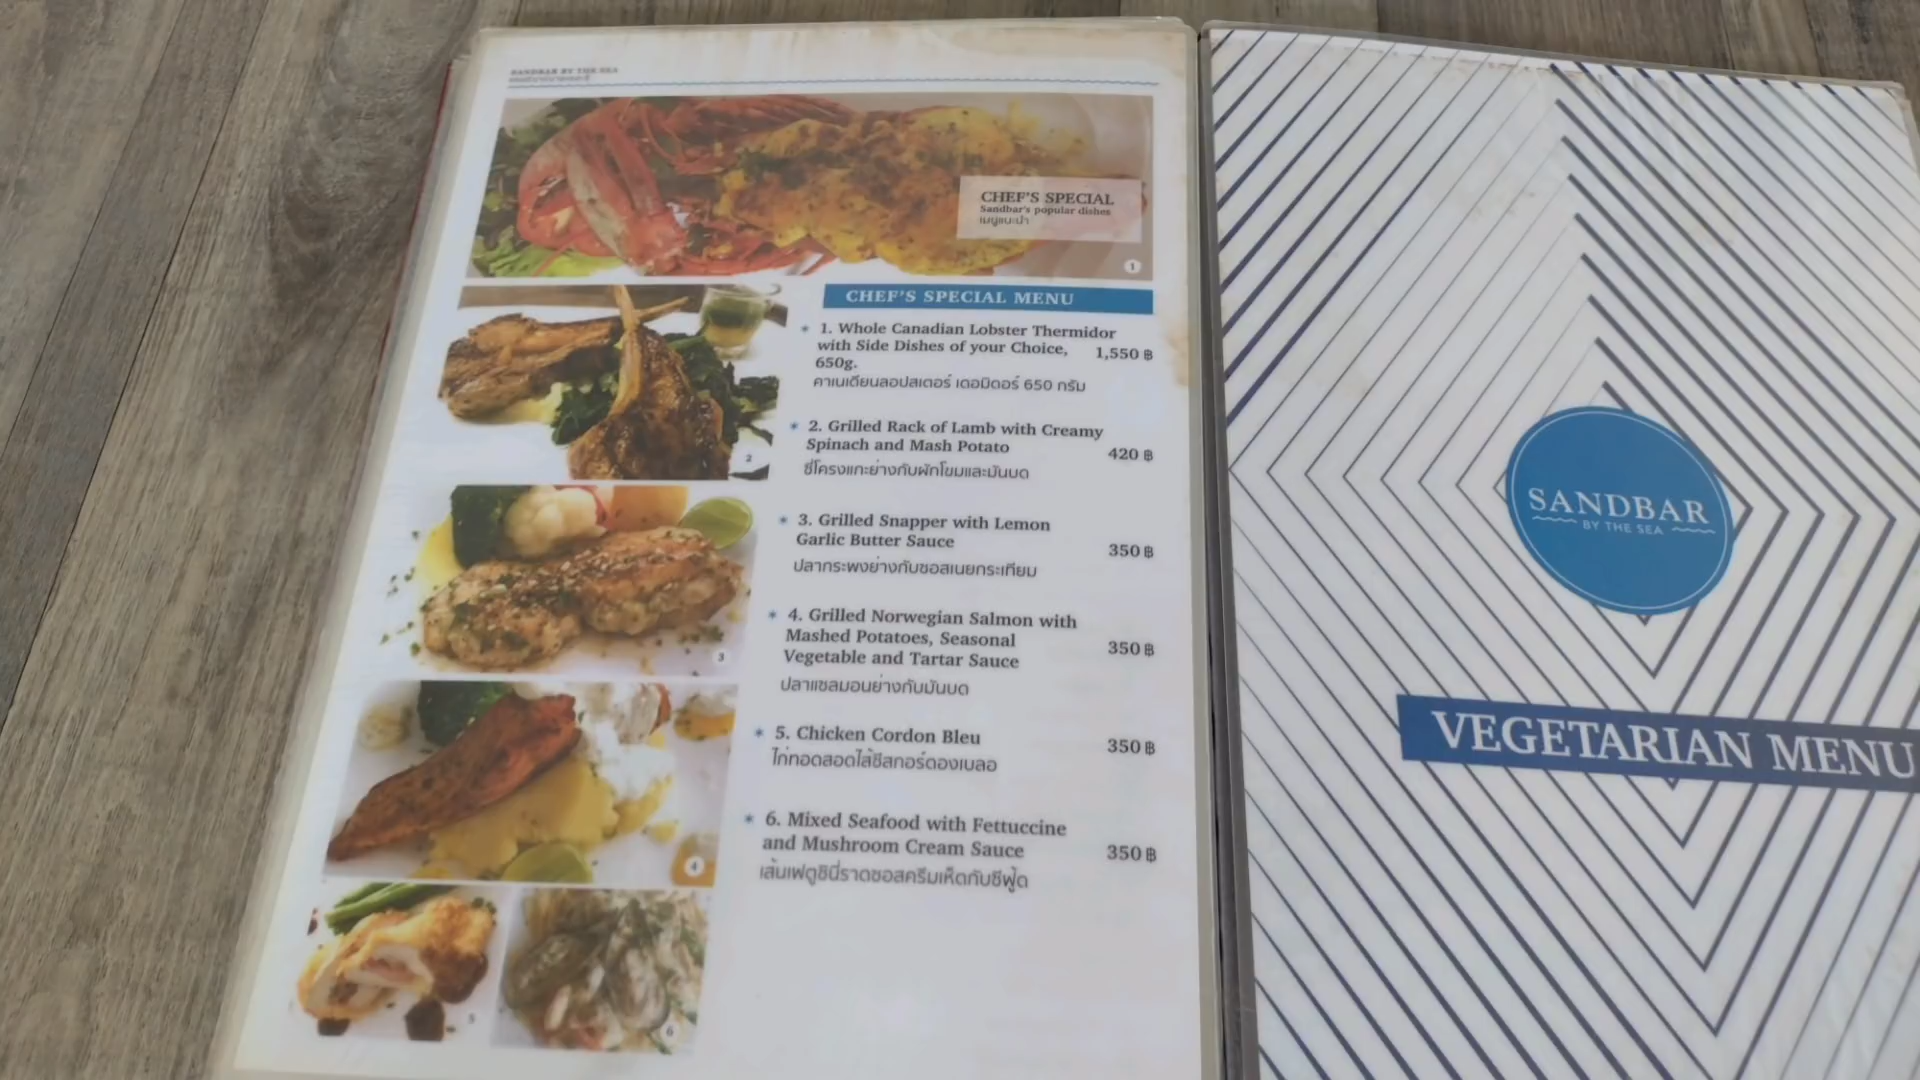 SANDBAR BY THE SEA
CHEF'S SPECIAL
Sandbar's popular dishes
เมนูแนะนำ
1
CHEF'S SPECIAL MENU
* 1. Whole Canadian Lobster Thermidor
with Side Dishes of your Choice, 1,550 ฿
650g.
คาเนเดียนลอปสเตอร์ เดอมิดอร์ 650 กรัม
* 2. Grilled Rack of Lamb with Creamy
Spinach and Mash Potato 420 ฿
ซี่โครงแกะย่างกับผักโขมและมันบด
2
* 3. Grilled Snapper with Lemon
Garlic Butter Sauce 350 ฿
ปลากระพงย่างกับซอสเนยกระเทียม
3
* 4. Grilled Norwegian Salmon with
Mashed Potatoes, Seasonal 350 ฿
Vegetable and Tartar Sauce
ปลาแซลมอนย่างกับมันบด
* 5. Chicken Cordon Bleu 350 ฿
ไก่ทอดสอดไส้ชีสกอร์ดองเบลอ
4
* 6. Mixed Seafood with Fettuccine
and Mushroom Cream Sauce 350 ฿
เส้นเฟตูชินี่ราดซอสครีมเห็ดกับซีฟู้ด
5
6
SANDBAR
BY THE SEA
VEGETARIAN MENU